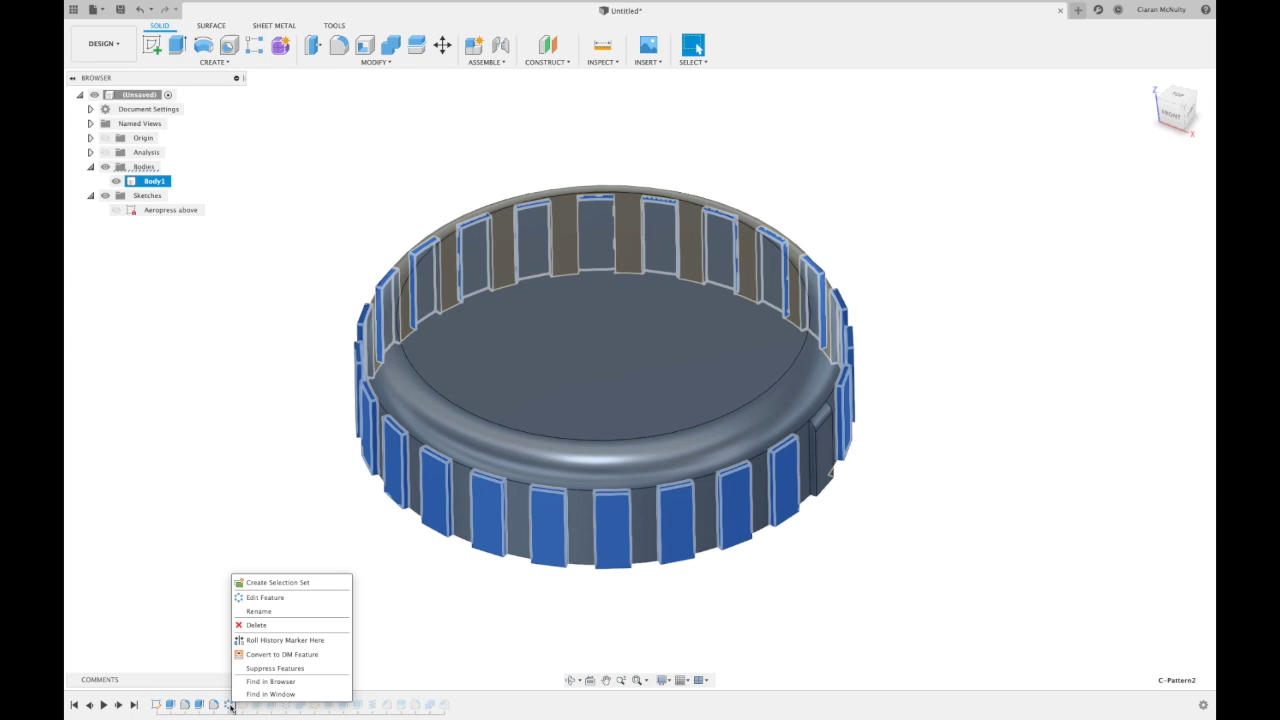 Untitled*
Ciaran McNulty
SOLID SURFACE SHEET METAL TOOLS
DESIGN
CREATE MODIFY ASSEMBLE CONSTRUCT INSPECT INSERT SELECT
BROWSER
(Unsaved)
Document Settings
Named Views
Origin
Analysis
Bodies
Body1
Sketches
Aeropress above
TOP
FRONT
Z
X
Create Selection Set
Edit Feature
Rename
Delete
Roll History Marker Here
Convert to DM Feature
Suppress Features
Find in Browser
Find in Window
COMMENTS
C-Pattern2